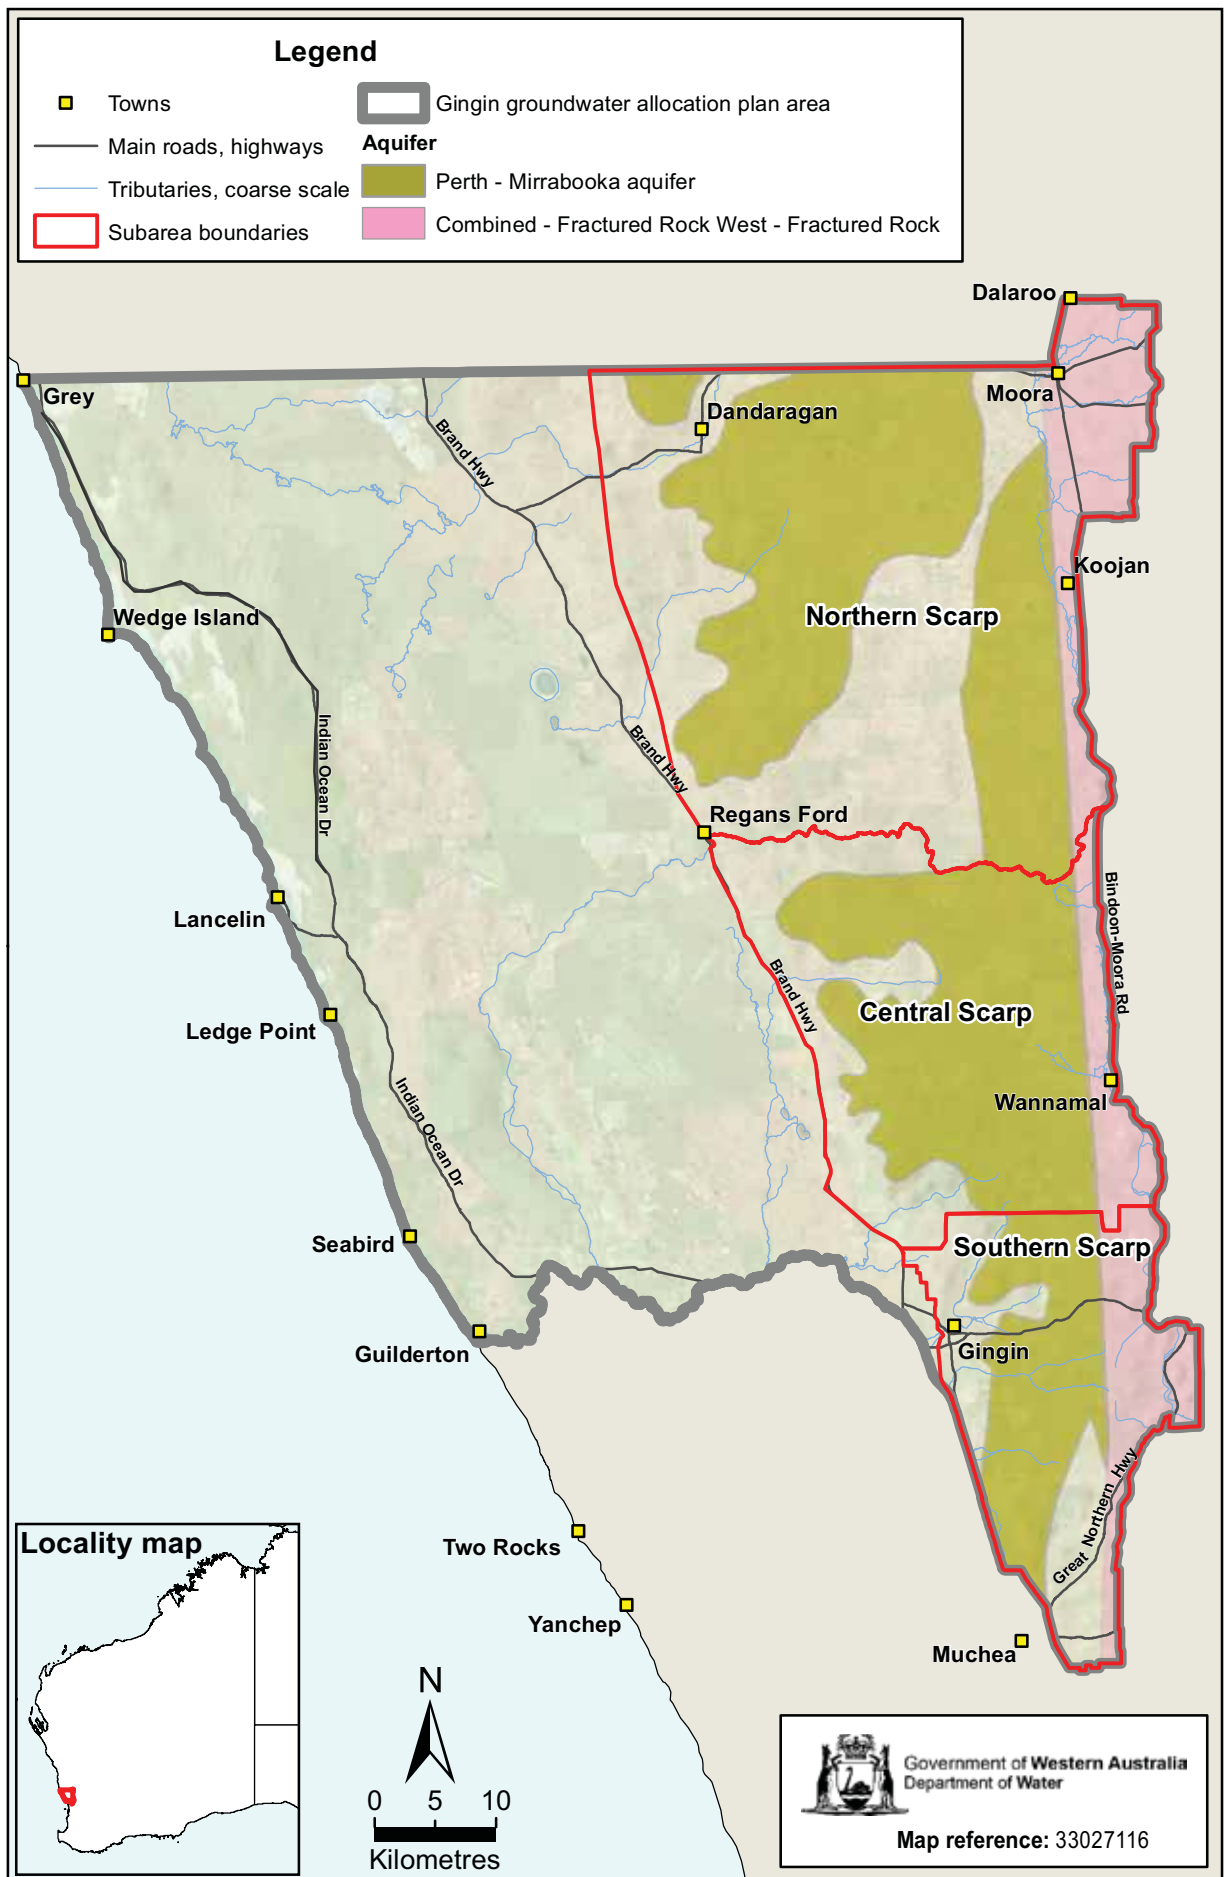 Legend
Towns
Main roads, highways
Tributaries, coarse scale
Subarea boundaries
Gingin groundwater allocation plan area
Aquifer
Perth - Mirrabooka aquifer
Combined - Fractured Rock West - Fractured Rock
Dalaroo
Grey
Moora
Dandaragan
Brand Hwy
Koojan
Wedge Island
Northern Scarp
Indian Ocean Dr
Brand Hwy
Regans Ford
Lancelin
Bindoon-Moora Rd
Brand Hwy
Central Scarp
Ledge Point
Wannamal
Indian Ocean Dr
Seabird
Southern Scarp
Guilderton
Gingin
Great Northern Hwy
Two Rocks
Yanchep
Muchea
Locality map
N
0 5 10
Kilometres
Government of Western Australia
Department of Water
Map reference: 33027116